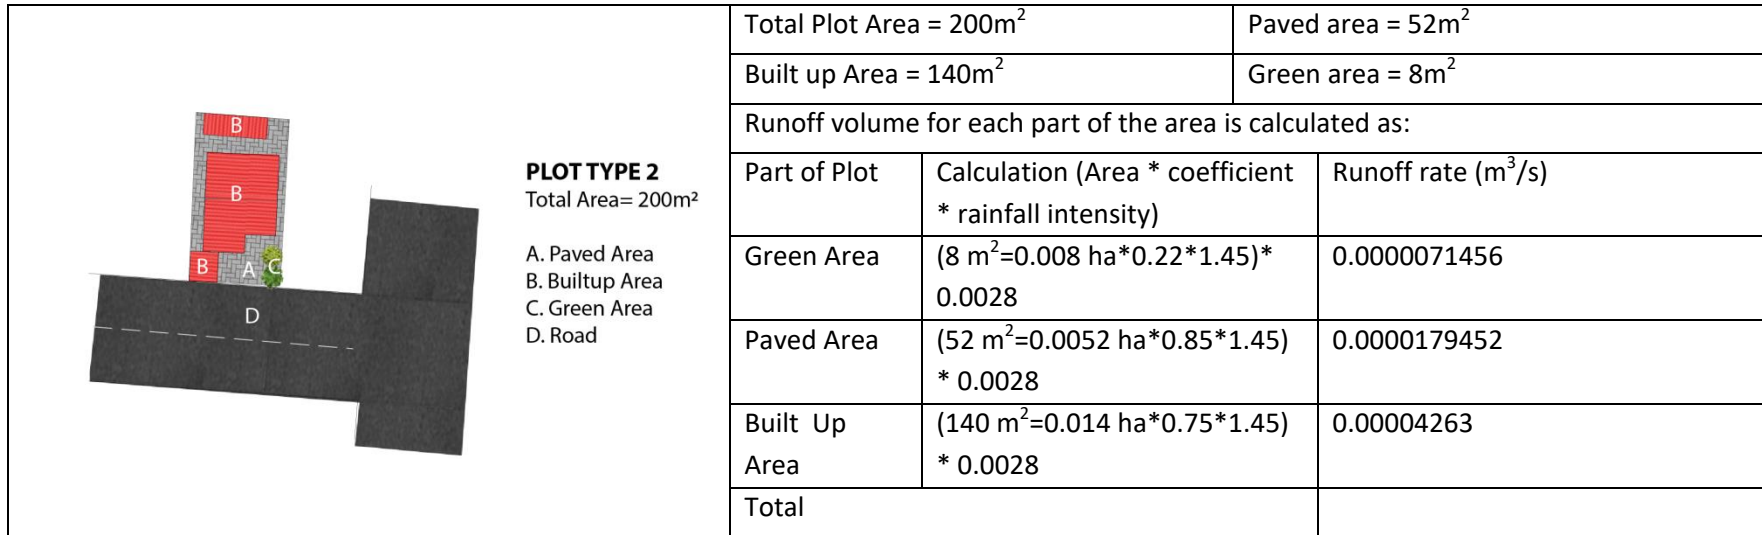 B
B
B
A
C
D
PLOT TYPE 2
Total Area= 200m²
A. Paved Area
B. Builtup Area
C. Green Area
D. Road
Total Plot Area = 200m²
Paved area = 52m²
Built up Area = 140m²
Green area = 8m²
Runoff volume for each part of the area is calculated as:
Part of Plot
Calculation (Area * coefficient
* rainfall intensity)
Runoff rate (m³/s)
Green Area
(8 m²=0.008 ha*0.22*1.45)*
0.0028
0.0000071456
Paved Area
(52 m²=0.0052 ha*0.85*1.45)
* 0.0028
0.0000179452
Built Up
Area
(140 m²=0.014 ha*0.75*1.45)
* 0.0028
0.00004263
Total